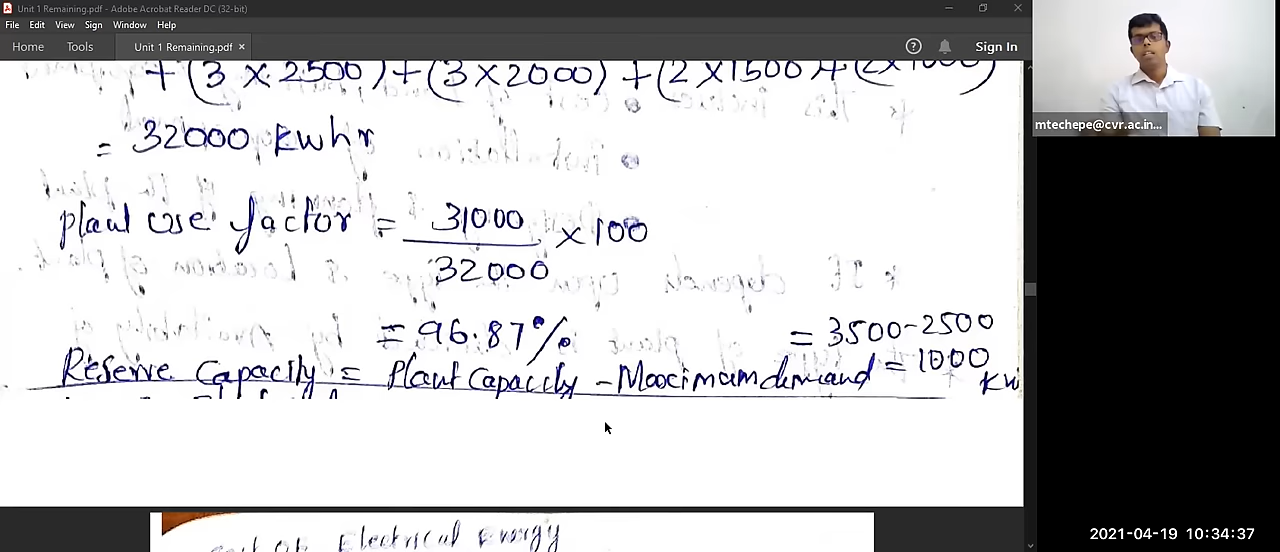 Unit 1 Remaining.pdf - Adobe Acrobat Reader DC (32-bit)
File Edit View Sign Window Help
Home Tools Unit 1 Remaining.pdf × Sign In
+ (3 × 2500) + (3 × 2000) + (2 × 1500) + (2 × 1000)
= 32000 kwhr
plant use factor = 31000 / 32000 × 100
= 96.87%
= 3500-2500
Reserve Capacity = Plant Capacity - Maximum demand = 1000 KW
Electrical Energy
mtechepe@cvr.ac.in...
2021-04-19 10:34:37